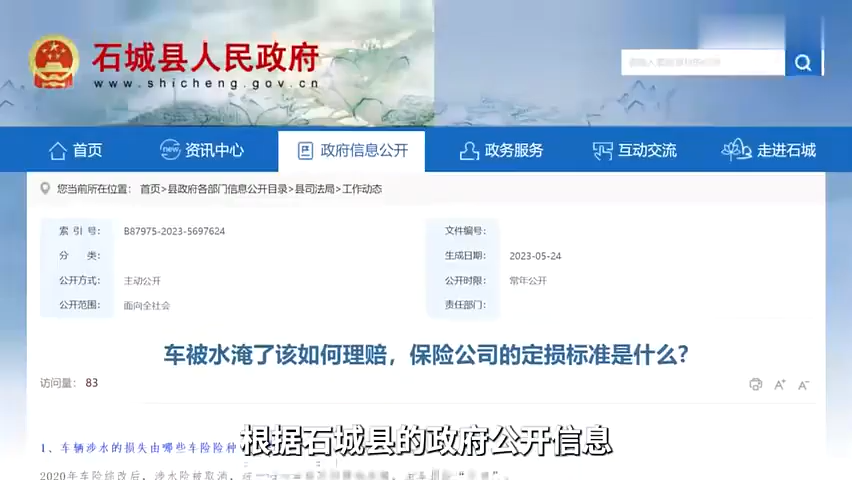 石城县人民政府
www.shicheng.gov.cn
首页 资讯中心 政府信息公开 政务服务 互动交流 走进石城
您当前所在位置： 首页>县政府各部门信息公开目录>县司法局>工作动态
索 引 号： B87975-2023-5697624 文件编号：
分 类： 生成日期： 2023-05-24
公开方式： 主动公开 公开时限： 常年公开
公开范围： 面向全社会 责任部门：
车被水淹了该如何理赔，保险公司的定损标准是什么？
访问量： 83
1、车辆涉水的损失由哪些车险险种
根据石城县的政府公开信息
2020年车险综改后，涉水险被取消，